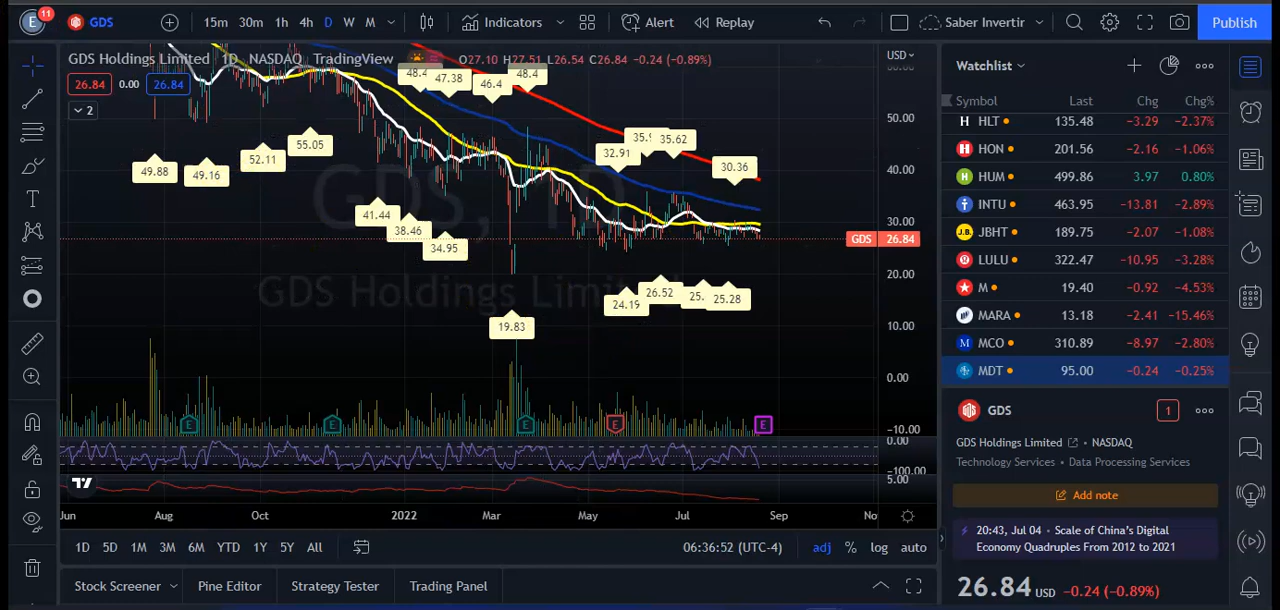 E 11 GDS 15m 30m 1h 4h D W M Indicators Alert Replay Saber Invertir Publish
GDS Holdings Limited 1D NASDAQ TradingView O27.10 H27.51 L26.54 C26.84 -0.24 (-0.89%)
26.84 0.00 26.84
2
USD
50.00
40.00
30.00
20.00
10.00
0.00
-10.00
0.00
-100.00
5.00
GDS 26.84
48.4 47.38 46.4 48.4
55.05
52.11
49.88
49.16
32.91 35.62
30.36
41.44
38.46
34.95
24.19 26.52 25.28
19.83
GDS, 1D
GDS Holdings Limited
E E E E E
Jun Aug Oct 2022 Mar May Jul Sep
1D 5D 1M 3M 6M YTD 1Y 5Y All 06:36:52 (UTC-4) adj % log auto
Stock Screener Pine Editor Strategy Tester Trading Panel
Watchlist
Symbol Last Chg Chg%
H HLT 135.48 -3.29 -2.37%
HON 201.56 -2.16 -1.06%
HUM 499.86 3.97 0.80%
INTU 463.95 -13.81 -2.89%
J.B. JBHT 189.75 -2.07 -1.08%
LULU 322.47 -10.95 -3.28%
M 19.40 -0.92 -4.53%
MARA 13.18 -2.41 -15.46%
M MCO 310.89 -8.97 -2.80%
MDT 95.00 -0.24 -0.25%
GDS 1
GDS Holdings Limited • NASDAQ
Technology Services • Data Processing Services
Add note
20:43, Jul 04 • Scale of China's Digital
Economy Quadruples From 2012 to 2021
26.84 USD -0.24 (-0.89%)